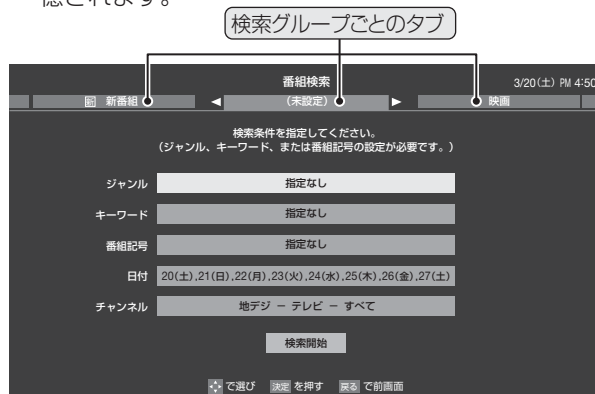 憶されます。
検索グループごとのタブ
番組検索
3/20(土) PM 4:50
新 新番組
◀ (未設定) ▶
映画
検索条件を指定してください。
(ジャンル、キーワード、または番組記号の設定が必要です。)
ジャンル 指定なし
キーワード 指定なし
番組記号 指定なし
日付 20(土),21(日),22(月),23(火),24(水),25(木),26(金),27(土)
チャンネル 地デジ − テレビ − すべて
検索開始
で選び 決定 を押す 戻る で前画面